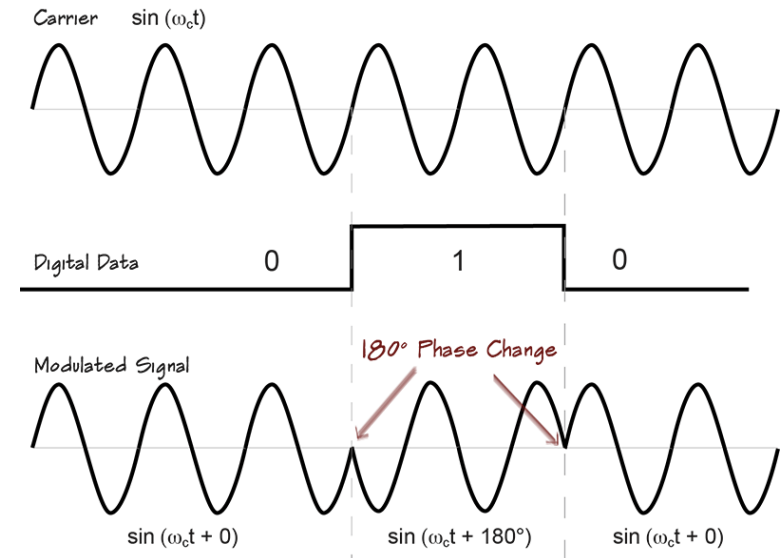 Carrier sin (ωct)
Digital Data 0 1 0
180° Phase Change
Modulated Signal
sin (ωct + 0) sin (ωct + 180°) sin (ωct + 0)